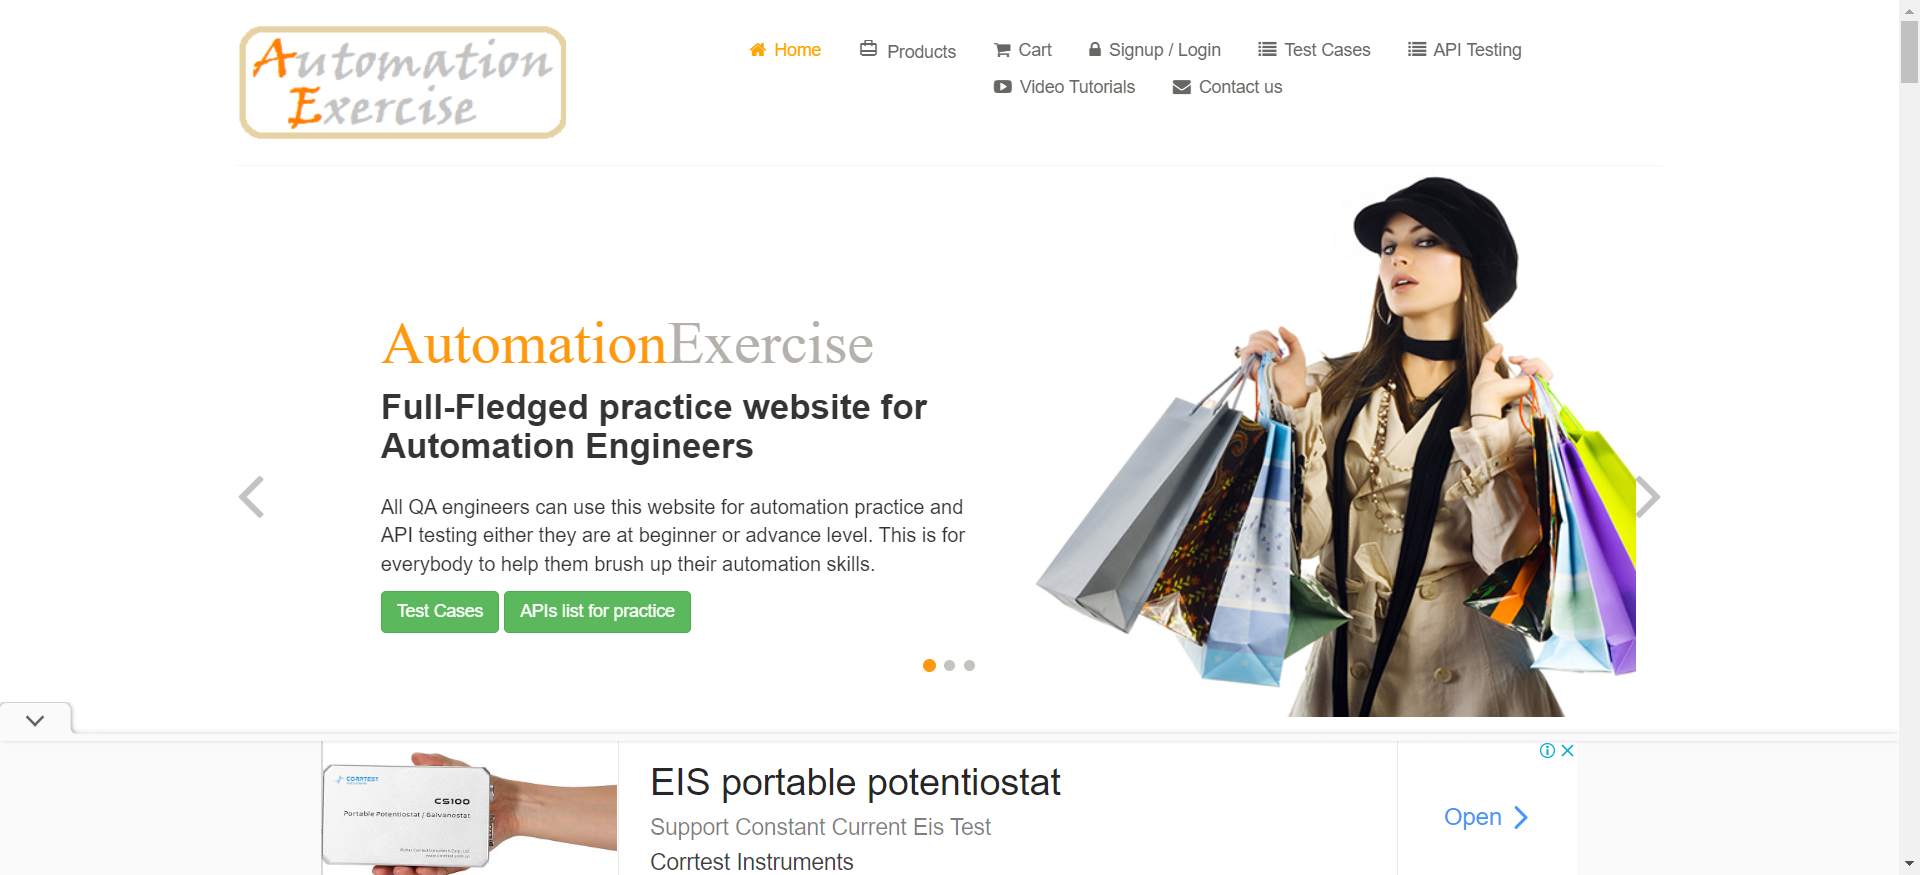 Automation
Exercise
Home
Products
Cart
Signup / Login
Test Cases
API Testing
Video Tutorials
Contact us
AutomationExercise
Full-Fledged practice website for
Automation Engineers
All QA engineers can use this website for automation practice and
API testing either they are at beginner or advance level. This is for
everybody to help them brush up their automation skills.
Test Cases
APIs list for practice
CORRTEST
CS100
Portable Potentiostat / Galvanostat
EIS portable potentiostat
Support Constant Current Eis Test
Corrtest Instruments
Open